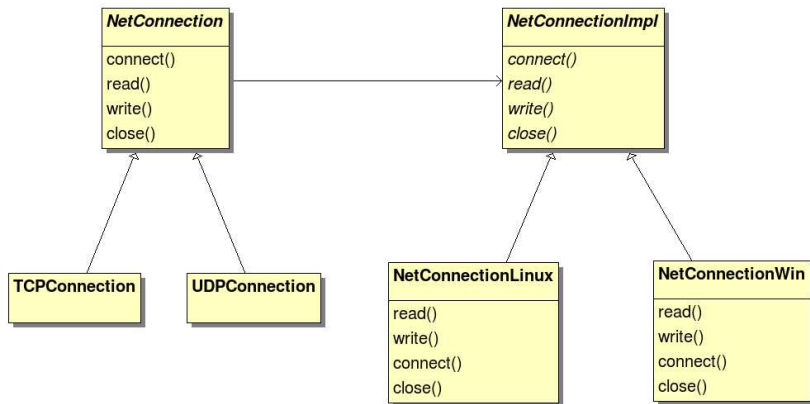 NetConnection
connect()
read()
write()
close()
NetConnectionImpl
connect()
read()
write()
close()
TCPConnection
UDPConnection
NetConnectionLinux
read()
write()
connect()
close()
NetConnectionWin
read()
write()
connect()
close()